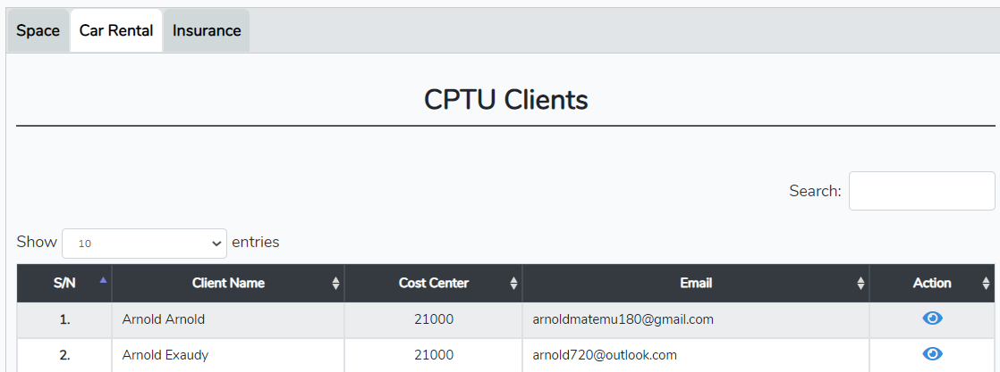 Space Car Rental Insurance
CPTU Clients
Search:
Show 10 entries
S/N Client Name Cost Center Email Action
1. Arnold Arnold 21000 arnoldmatemu180@gmail.com
2. Arnold Exaudy 21000 arnold720@outlook.com